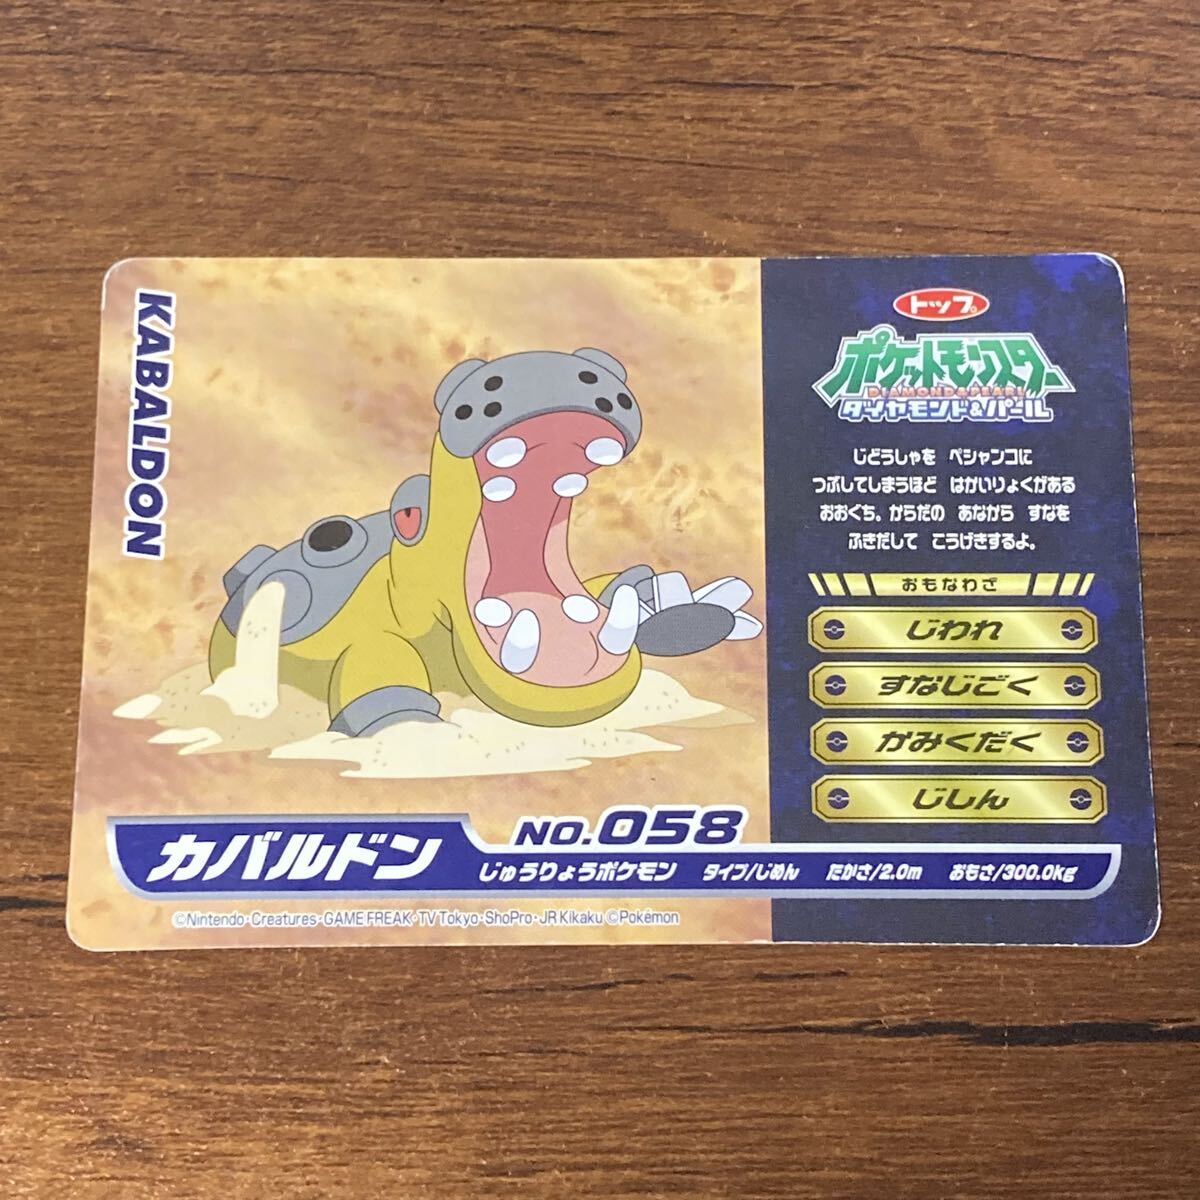 KABALDON
トップ
ポケットモンスター
DIAMOND&PEARL
ダイヤモンド&パール
じどうしゃを ペシャンコに
つぶしてしまうほど はかいりょくがある
おおぐち。からだの あなから すなを
ふきだして こうげきするよ。
おもなわざ
じわれ
すなじごく
かみくだく
じしん
NO.058
カバルドン
じゅうりょうポケモン タイプ/じめん たかさ/2.0m おもさ/300.0kg
©Nintendo・Creatures・GAME FREAK・TV Tokyo・ShoPro・JR Kikaku ©Pokémon